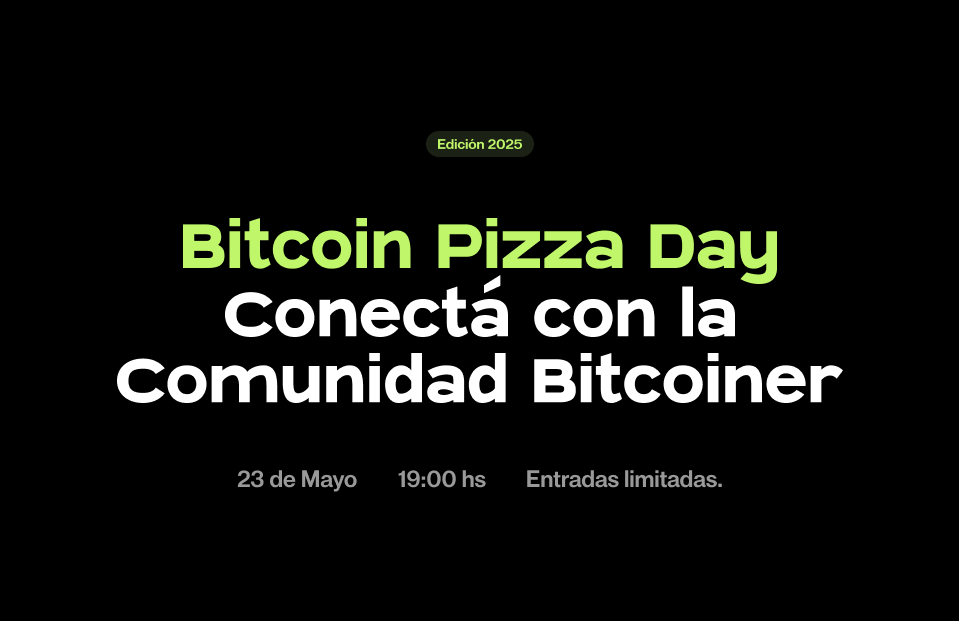 Edición 2025
Bitcoin Pizza Day
Conectá con la
Comunidad Bitcoiner
23 de Mayo 19:00 hs Entradas limitadas.